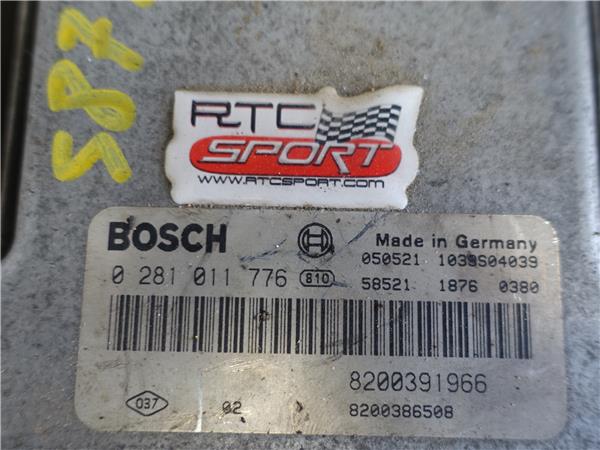 587
RTC
SPORT
www.RTCSPORT.com
BOSCH
Made in Germany
0 281 011 776 810
050521 1039S04039
58521 1876 0380
8200391966
037 02 8200386508